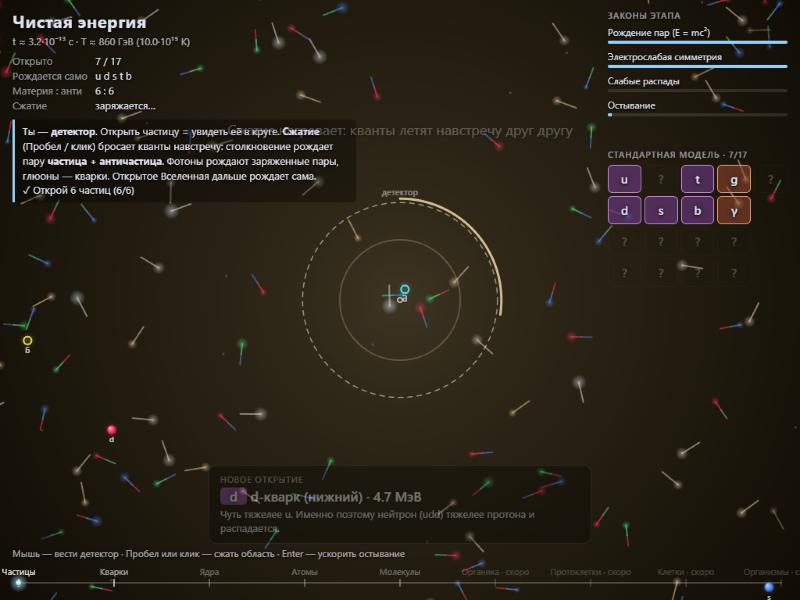 Чистая энергия
t ≈ 3.2·10⁻¹³ с · T ≈ 860 ГэВ (10.0·10¹⁵ K)
Открыто 7 / 17
Рождается само u d s t b
Материя : анти 6 : 6
Сжатие заряжается...
Ты — детектор. Открыть частицу = увидеть её в круге. Сжатие
(Пробел / клик) бросает кванты навстречу: столкновение рождает
пару частица + античастица. Фотоны рождают заряженные пары,
глюоны — кварки. Открытое Вселенная дальше рождает сама.
✓ Открой 6 частиц (6/6)
кванты летят навстречу друг другу
ЗАКОНЫ ЭТАПА
Рождение пар (E = mc²)
Электрослабая симметрия
Слабые распады
Остывание
СТАНДАРТНАЯ МОДЕЛЬ · 7/17
u ? t g ?
d s b γ
? ? ? ?
? ? ? ?
детектор
d
d
s
НОВОЕ ОТКРЫТИЕ
d d-кварк (нижний) · 4.7 МэВ
Чуть тяжелее u. Именно поэтому нейтрон (udd) тяжелее протона и
распадается.
Мышь — вести детектор · Пробел или клик — сжать область · Enter — ускорить остывание
Частицы Кварки Ядра Атомы Молекулы Органика · скоро Протоклетки · скоро Клетки · скоро Организмы · с